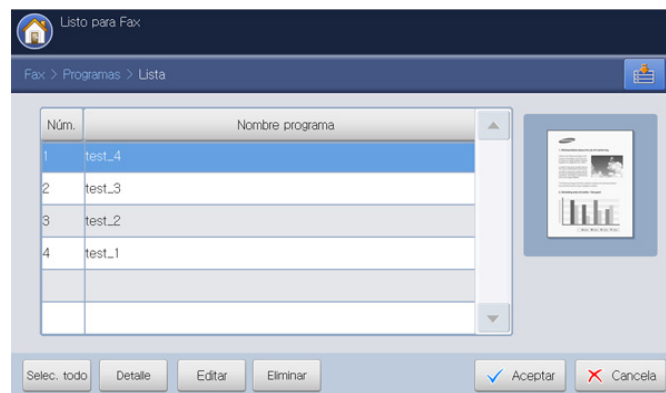 Listo para Fax
Fax > Programas > Lista
Núm. Nombre programa
1 test_4
2 test_3
3 test_2
4 test_1
Selec. todo Detalle Editar Eliminar Aceptar Cancela